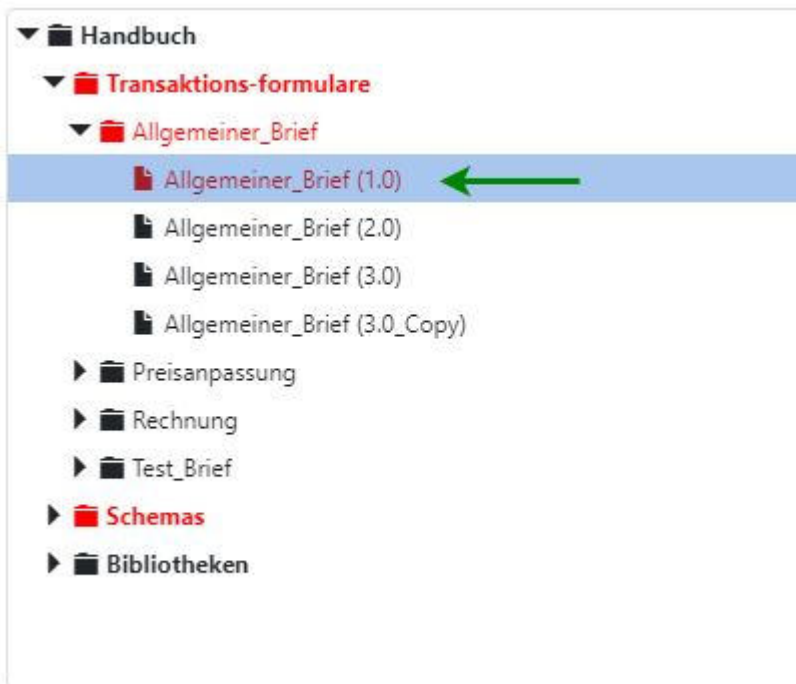 Handbuch
Transaktions-formulare
Allgemeiner_Brief
Allgemeiner_Brief (1.0)
Allgemeiner_Brief (2.0)
Allgemeiner_Brief (3.0)
Allgemeiner_Brief (3.0_Copy)
Preisanpassung
Rechnung
Test_Brief
Schemas
Bibliotheken